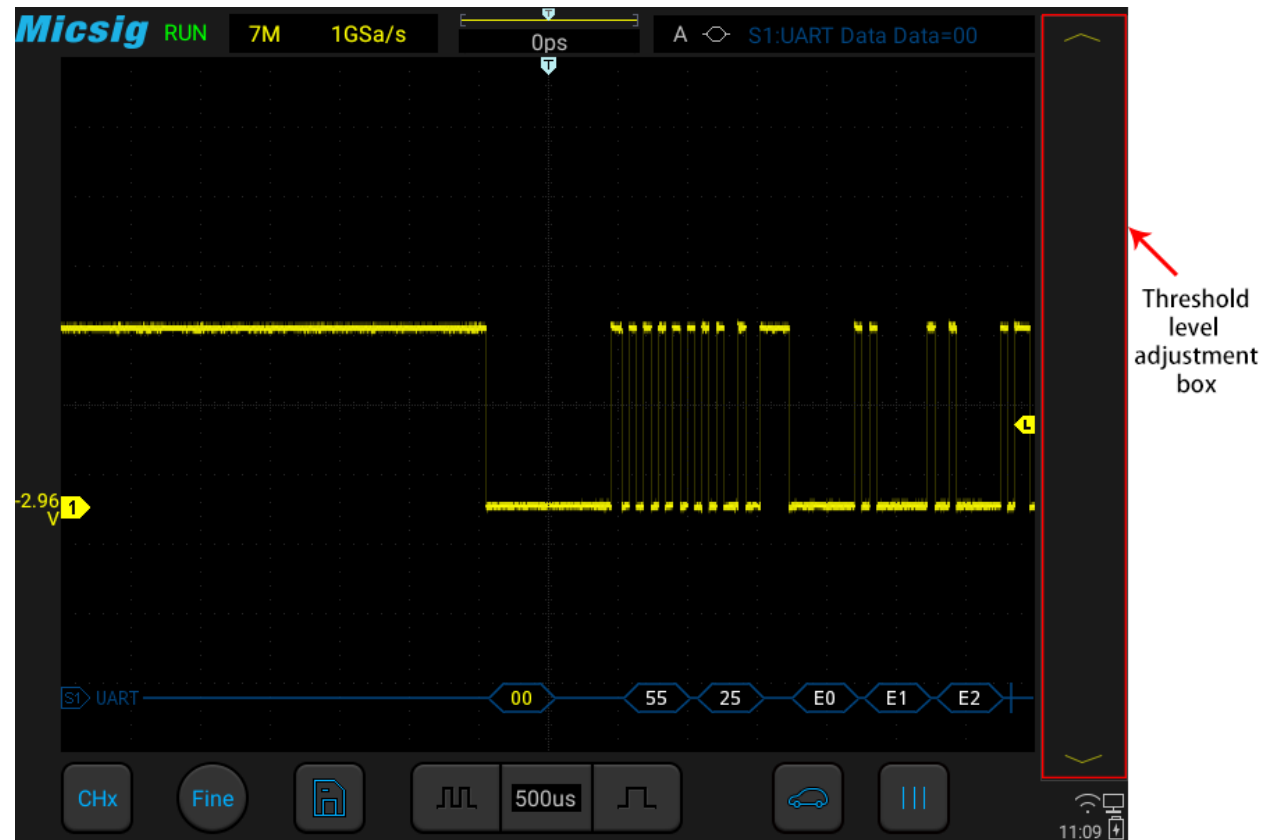 Micsig RUN 7M 1GSa/s 0ps A S1:UART Data Data=00
T
T
Threshold
level
adjustment
box
L
-2.96
V
1
S1 UART 00 55 25 E0 E1 E2
CHx Fine 500us
11:09